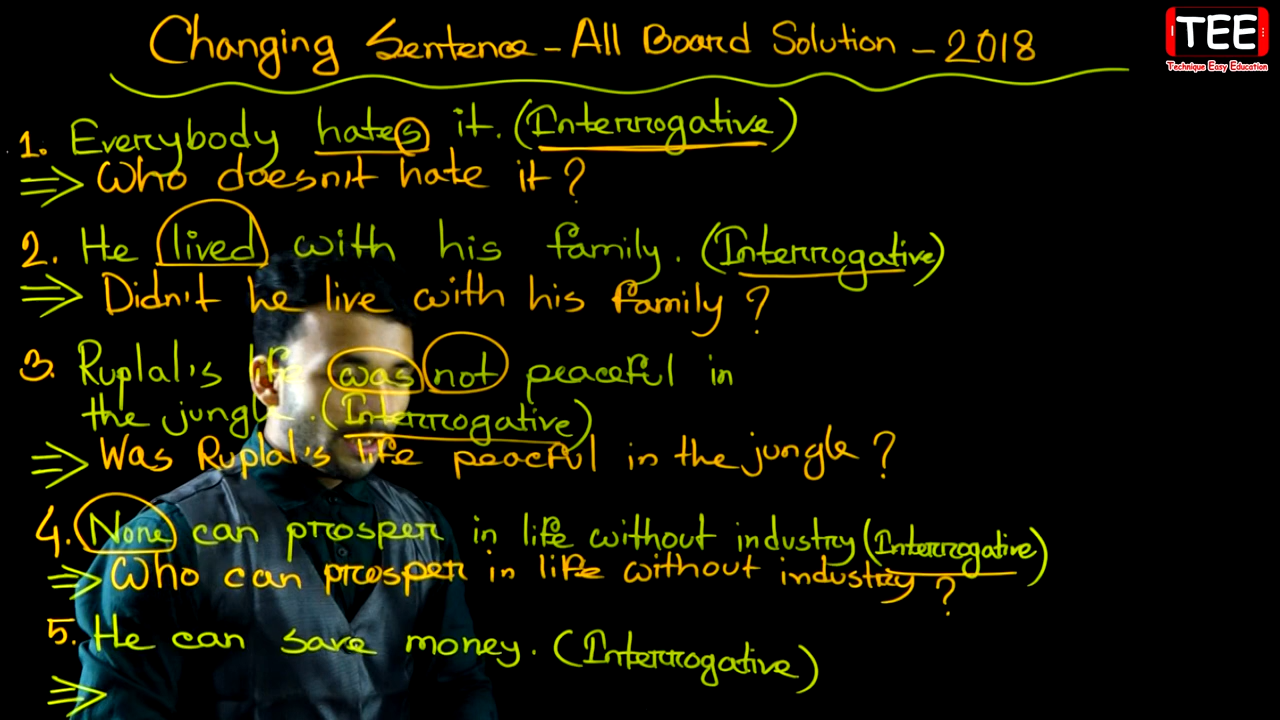 Changing Sentence - All Board Solution - 2018
TEE
Technique Easy Education
1. Everybody hates it. (Interrogative)
⇒ Who doesn't hate it?
2. He lived with his family. (Interrogative)
⇒ Didn't he live with his family?
3. Ruplal's life was not peaceful in
the jungle. (Interrogative)
⇒ Was Ruplal's life peacful in the jungle?
4. None can prosper in life without industry (Interrogative)
⇒ Who can prosper in life without industry?
5. He can save money. (Interrogative)
⇒